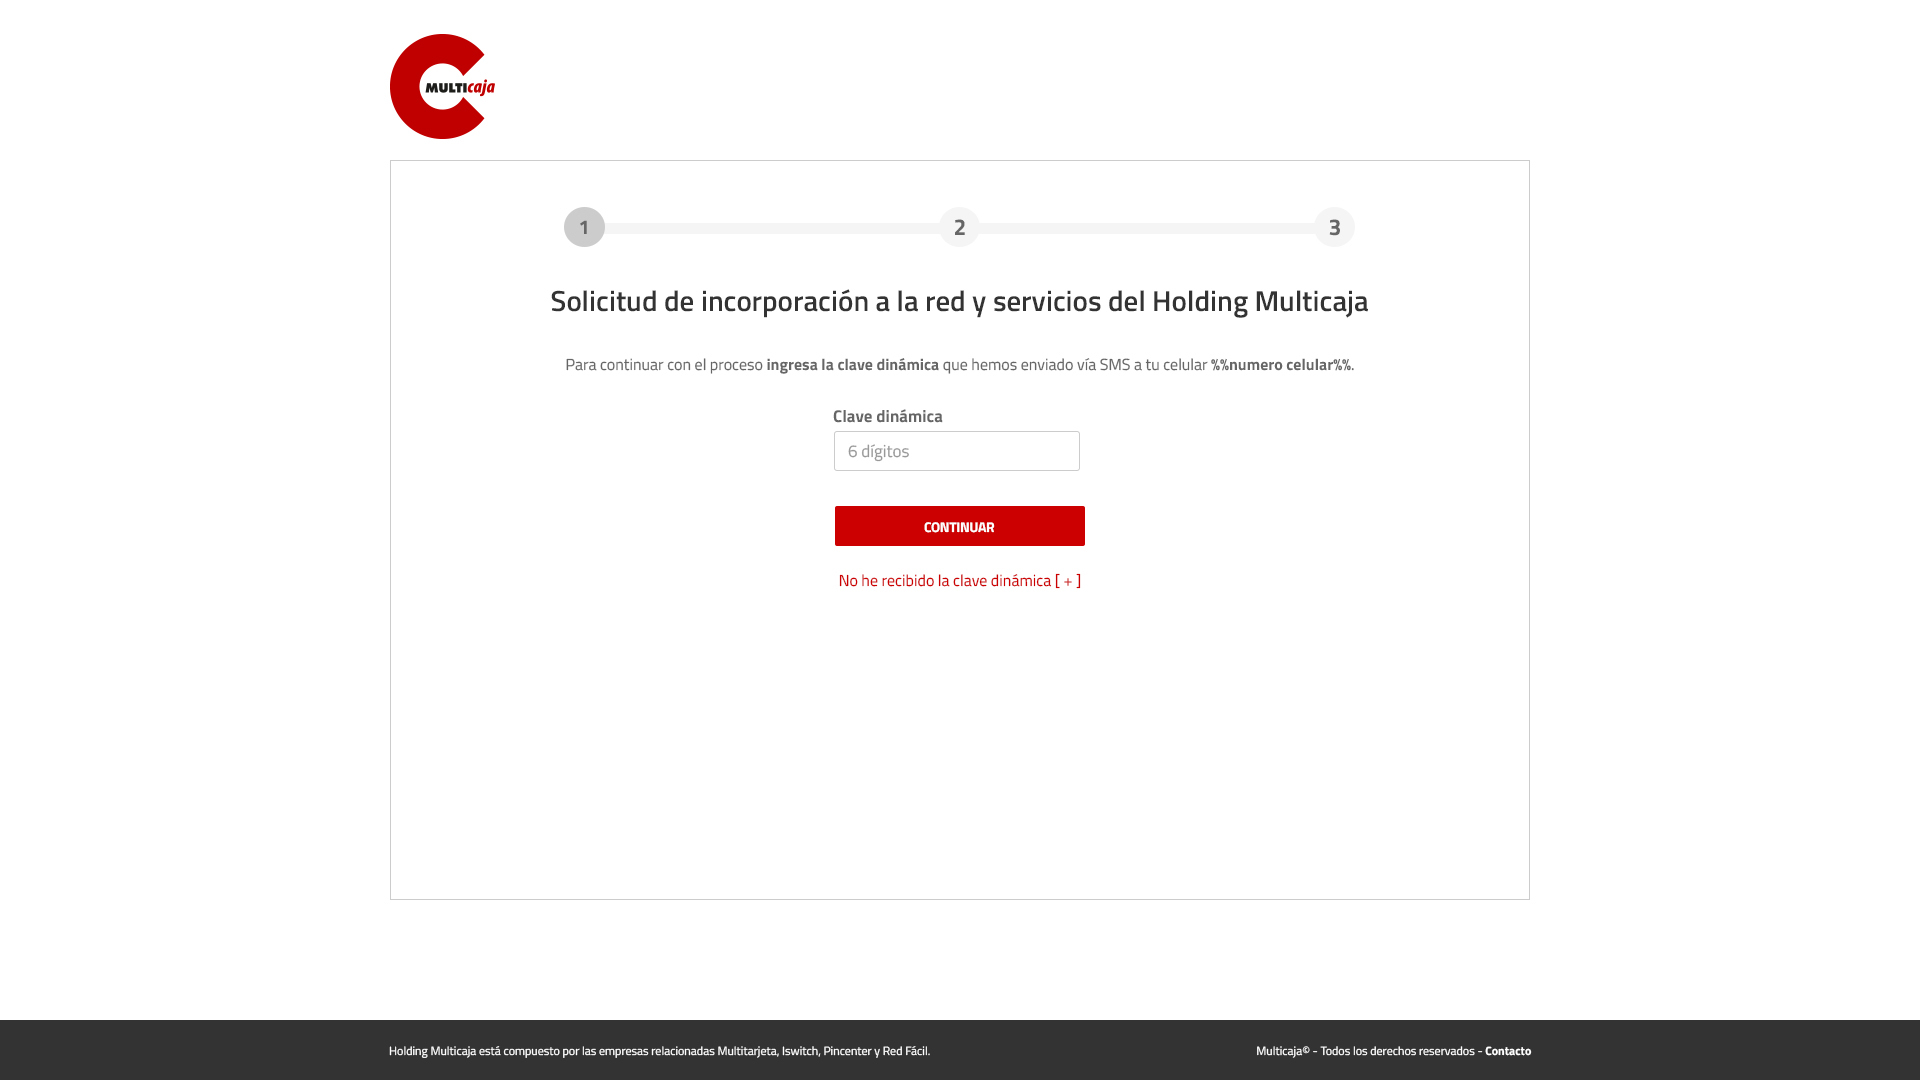 MULTIcaja
1 2 3
Solicitud de incorporación a la red y servicios del Holding Multicaja
Para continuar con el proceso ingresa la clave dinámica que hemos enviado vía SMS a tu celular %%numero celular%%.
Clave dinámica
6 dígitos
CONTINUAR
No he recibido la clave dinámica [ + ]
Holding Multicaja está compuesto por las empresas relacionadas Multitarjeta, Iswitch, Pincenter y Red Fácil.
Multicaja© - Todos los derechos reservados - Contacto